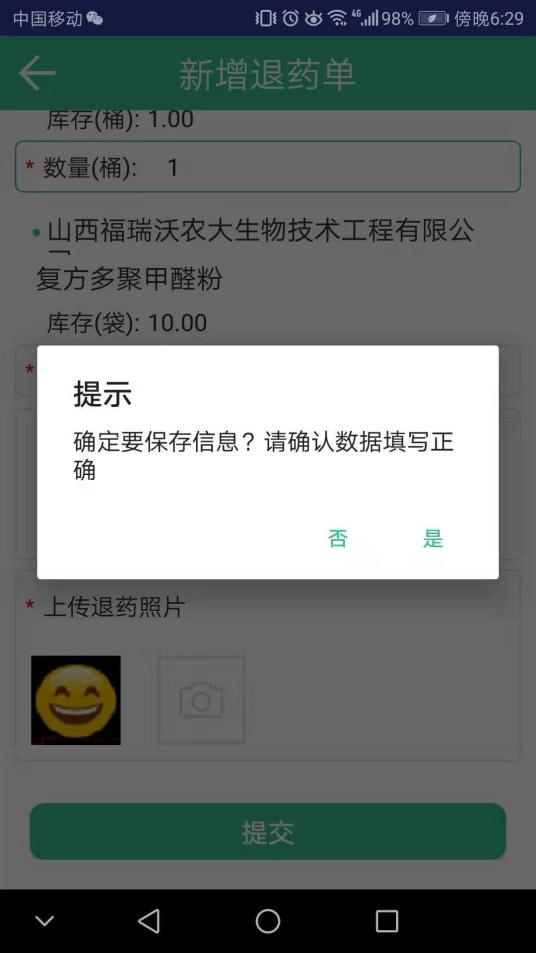 中国移动 4G 98% 傍晚6:29
新增退药单
库存(桶): 1.00
* 数量(桶): 1
山西福瑞沃农大生物技术工程有限公
复方多聚甲醛粉
库存(袋): 10.00
*
提示
确定要保存信息？请确认数据填写正
确
否 是
* 上传退药照片
提交